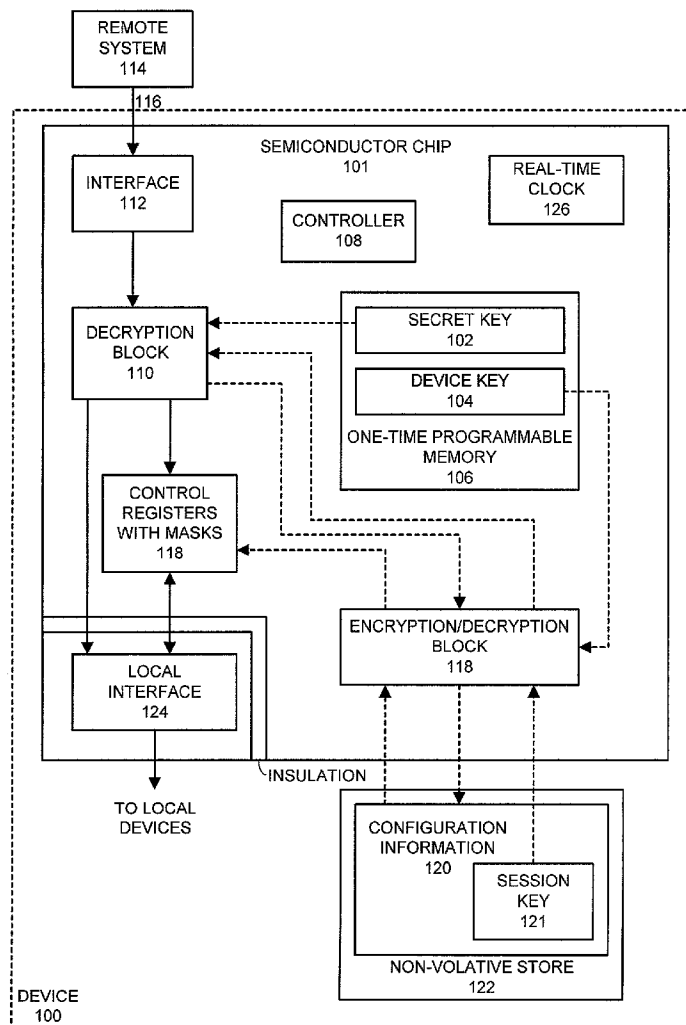 REMOTE
SYSTEM
114
116
SEMICONDUCTOR CHIP
101
INTERFACE
112
CONTROLLER
108
REAL-TIME
CLOCK
126
DECRYPTION
BLOCK
110
SECRET KEY
102
DEVICE KEY
104
ONE-TIME PROGRAMMABLE
MEMORY
106
CONTROL
REGISTERS
WITH MASKS
118
ENCRYPTION/DECRYPTION
BLOCK
118
LOCAL
INTERFACE
124
INSULATION
TO LOCAL
DEVICES
CONFIGURATION
INFORMATION
120
SESSION
KEY
121
NON-VOLATIVE STORE
122
DEVICE
100